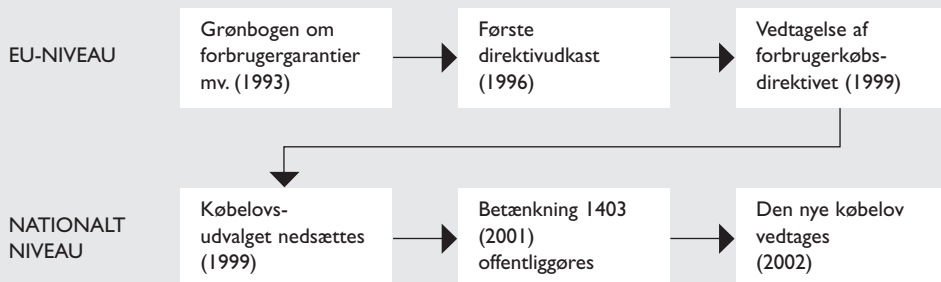 EU-NIVEAU
Grønbogen om
forbrugergarantier
mv. (1993)
Første
direktivudkast
(1996)
Vedtagelse af
forbrugerkøbs-
direktivet (1999)
NATIONALT
NIVEAU
Købelovs-
udvalget nedsættes
(1999)
Betænkning 1403
(2001)
offentliggøres
Den nye købelov
vedtages
(2002)